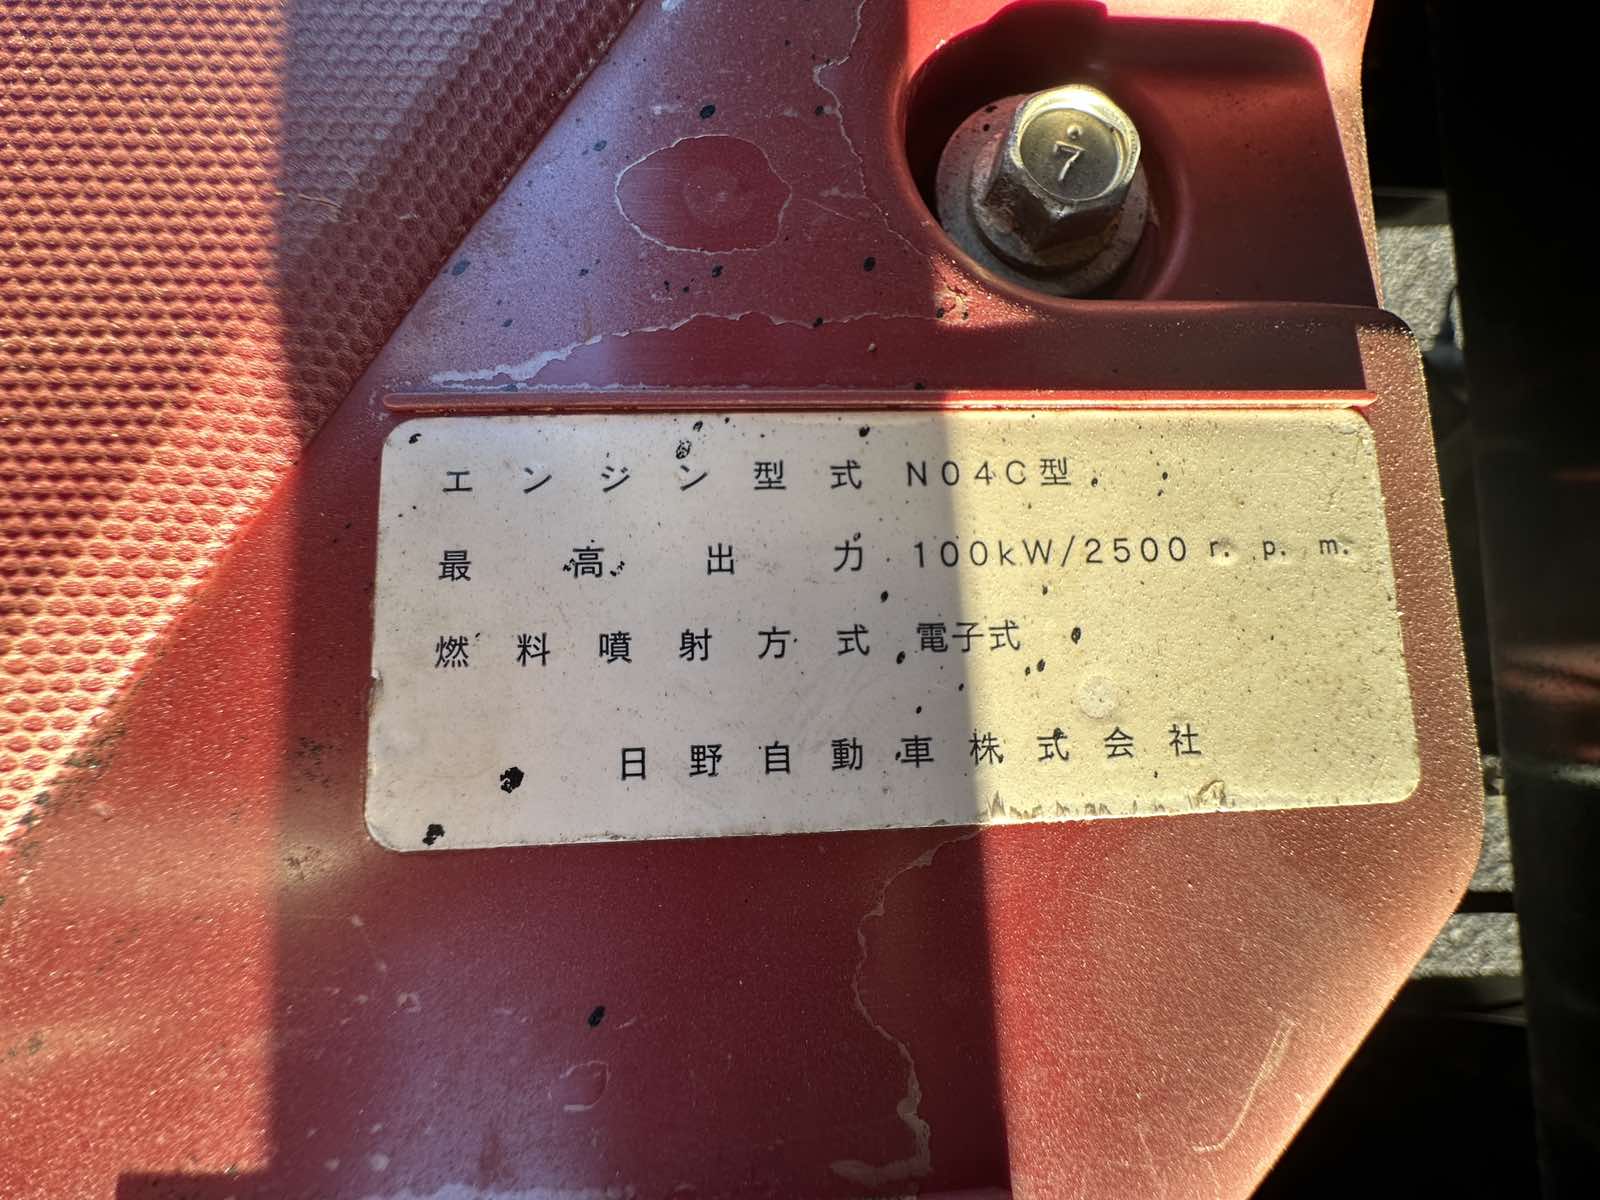 7
エンジン型式 N04C型
最高出力 100kW/2500 r. p. m.
燃料噴射方式 電子式
日野自動車株式会社